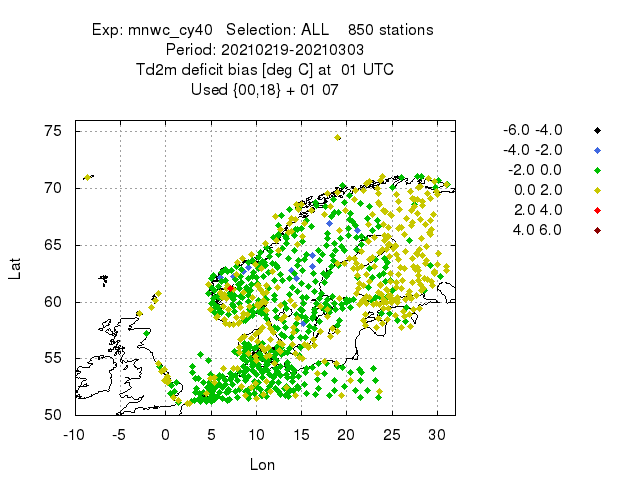 Exp: mnwc_cy40 Selection: ALL 850 stations
Period: 20210219-20210303
Td2m deficit bias [deg C] at 01 UTC
Used {00,18} + 01 07
-6.0 -4.0
-4.0 -2.0
-2.0 0.0
0.0 2.0
2.0 4.0
4.0 6.0
75
70
65
60
55
50
Lat
-10 -5 0 5 10 15 20 25 30
Lon